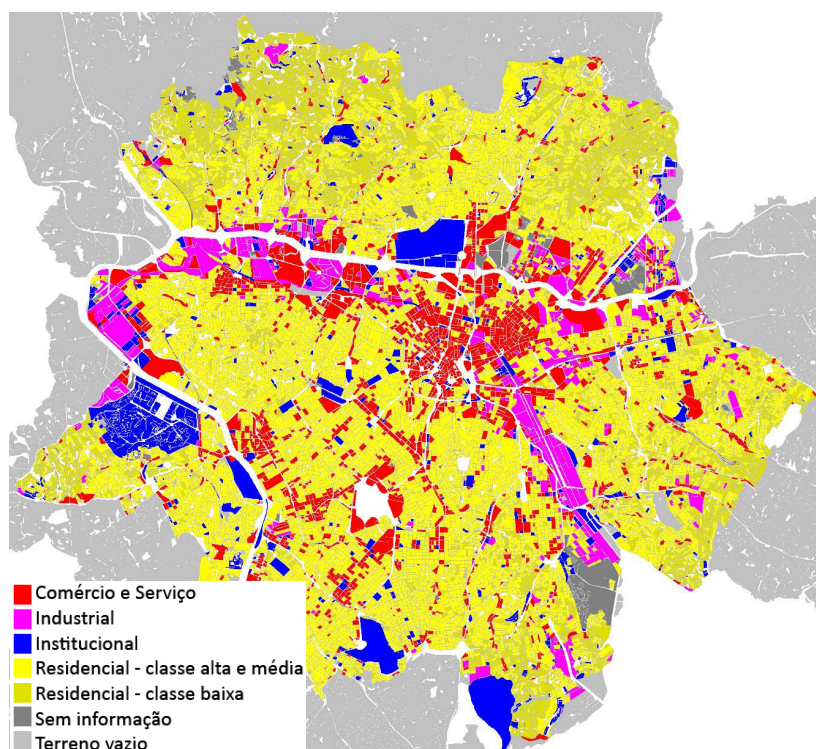 Comércio e Serviço
Industrial
Institucional
Residencial - classe alta e média
Residencial - classe baixa
Sem informação
Terreno vazio